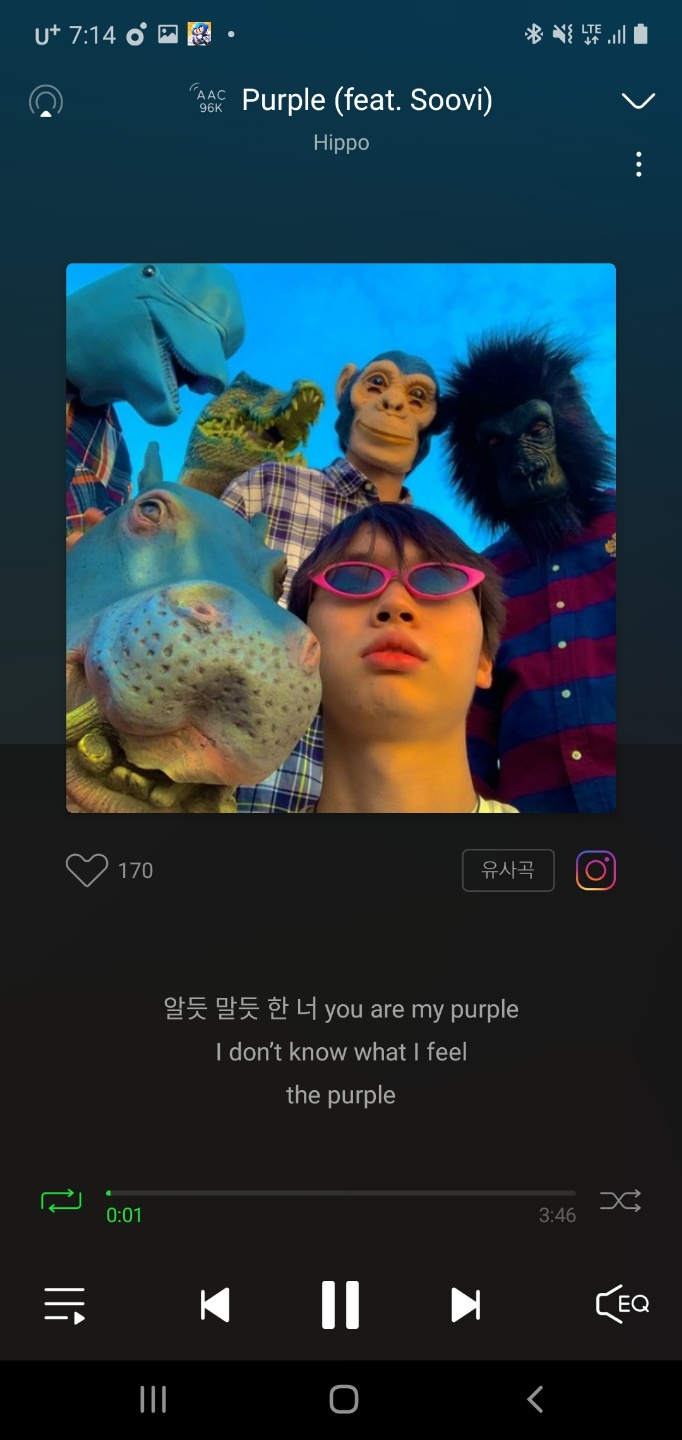 U+ 7:14 LTE
AAC
96K
Purple (feat. Soovi)
Hippo
170
유사곡
알듯 말듯 한 너 you are my purple
I don't know what I feel
the purple
0:01
3:46
EQ